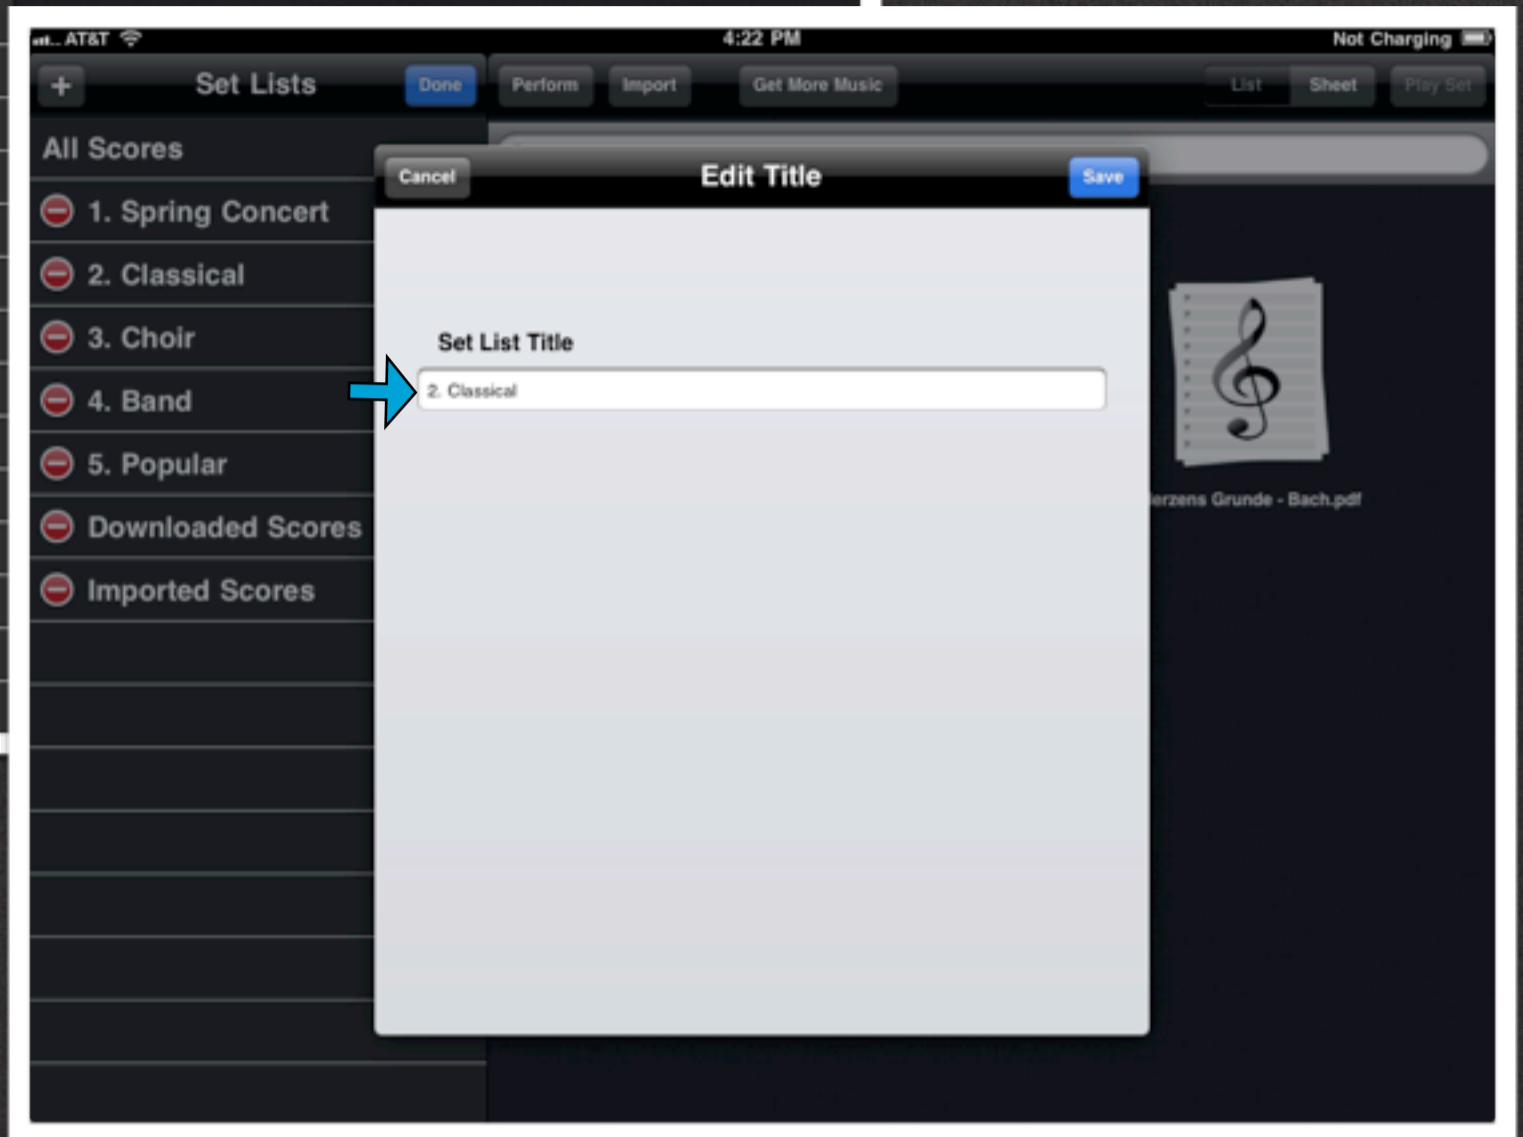 AT&T
4:22 PM
Not Charging
+
Set Lists
Done
Perform
Import
Get More Music
List
Sheet
Play Set
All Scores
1. Spring Concert
2. Classical
3. Choir
4. Band
5. Popular
Downloaded Scores
Imported Scores
Cancel
Edit Title
Save
Set List Title
2. Classical
erzens Grunde - Bach.pdf